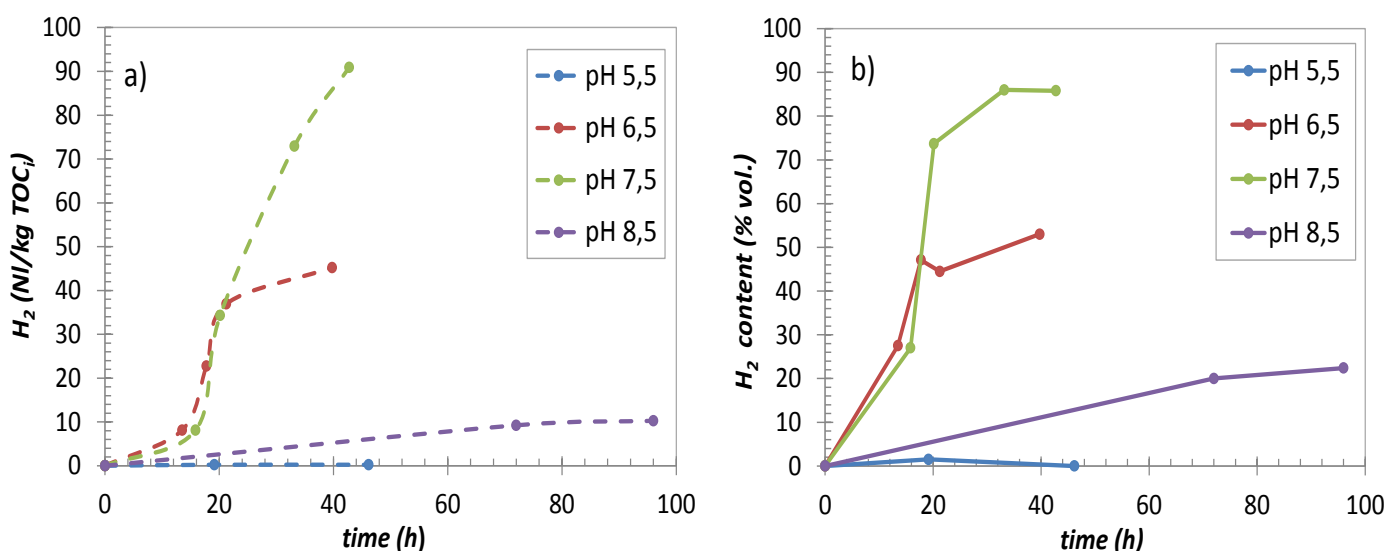 a)
H2 (Nl/kg TOCi)
100
90
80
70
60
50
40
30
20
10
0
0 20 40 60 80 100
time (h)
pH 5,5
pH 6,5
pH 7,5
pH 8,5
b)
H2 content (% vol.)
100
90
80
70
60
50
40
30
20
10
0
0 20 40 60 80 100
time (h)
pH 5,5
pH 6,5
pH 7,5
pH 8,5